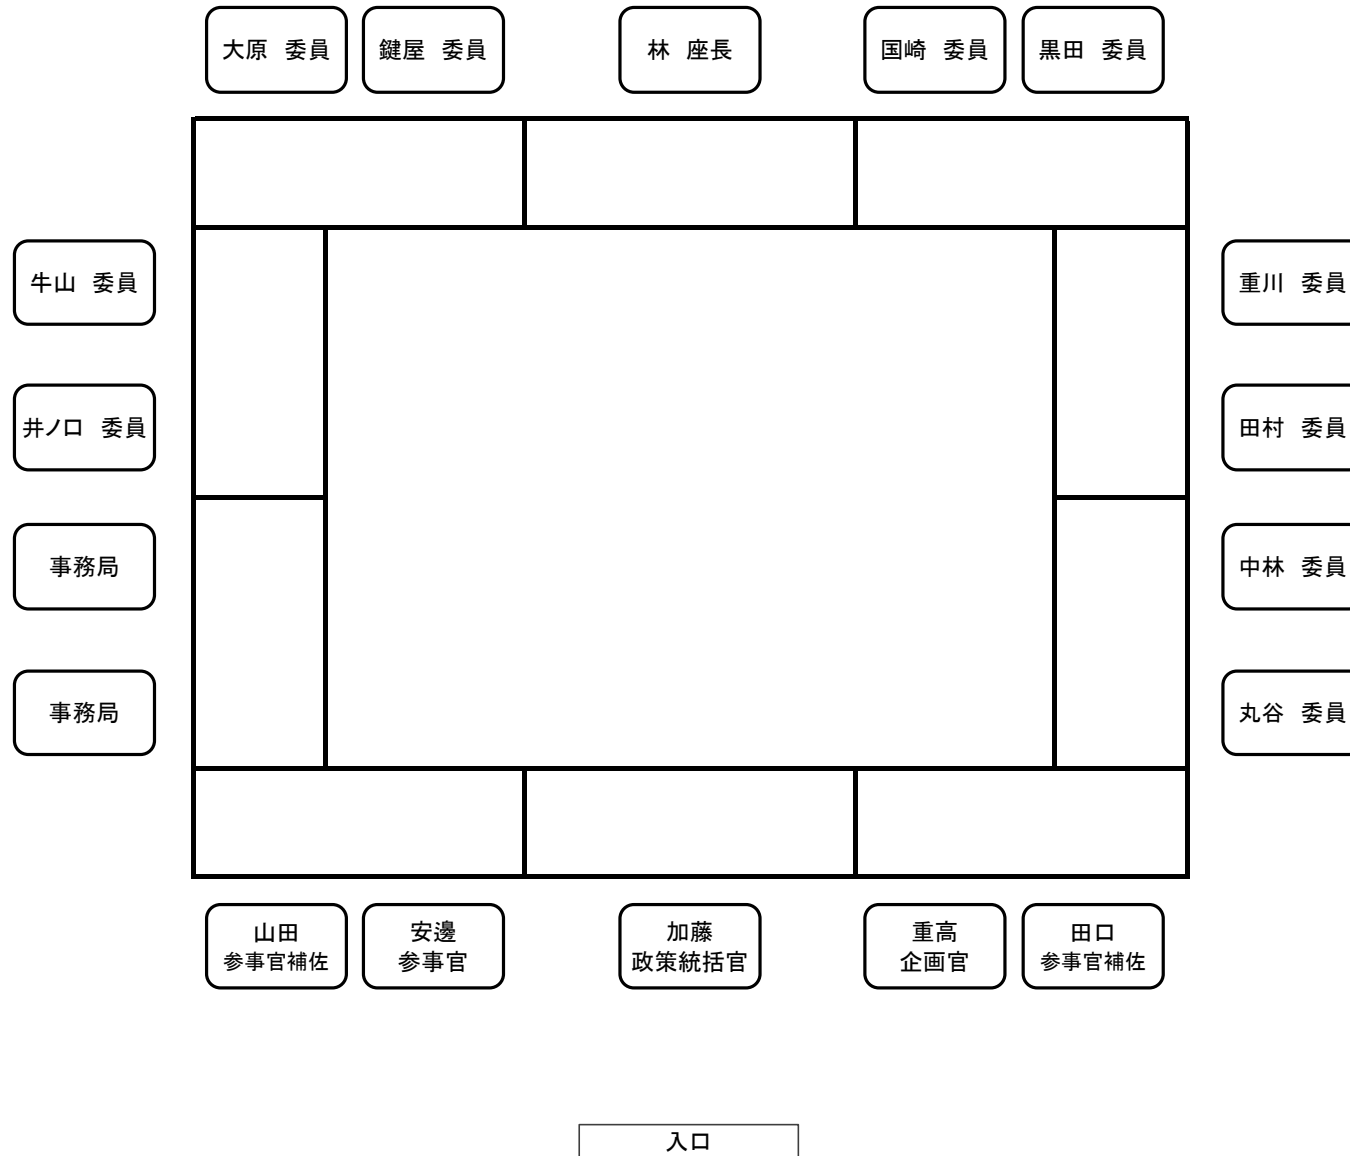 大原　委員
鍵屋　委員
林　座長
国崎　委員
黒田　委員
牛山　委員
重川　委員
井ノ口　委員
田村　委員
事務局
中林　委員
事務局
丸谷　委員
山田
参事官補佐
安邊
参事官
加藤
政策統括官
重高
企画官
田口
参事官補佐
入口